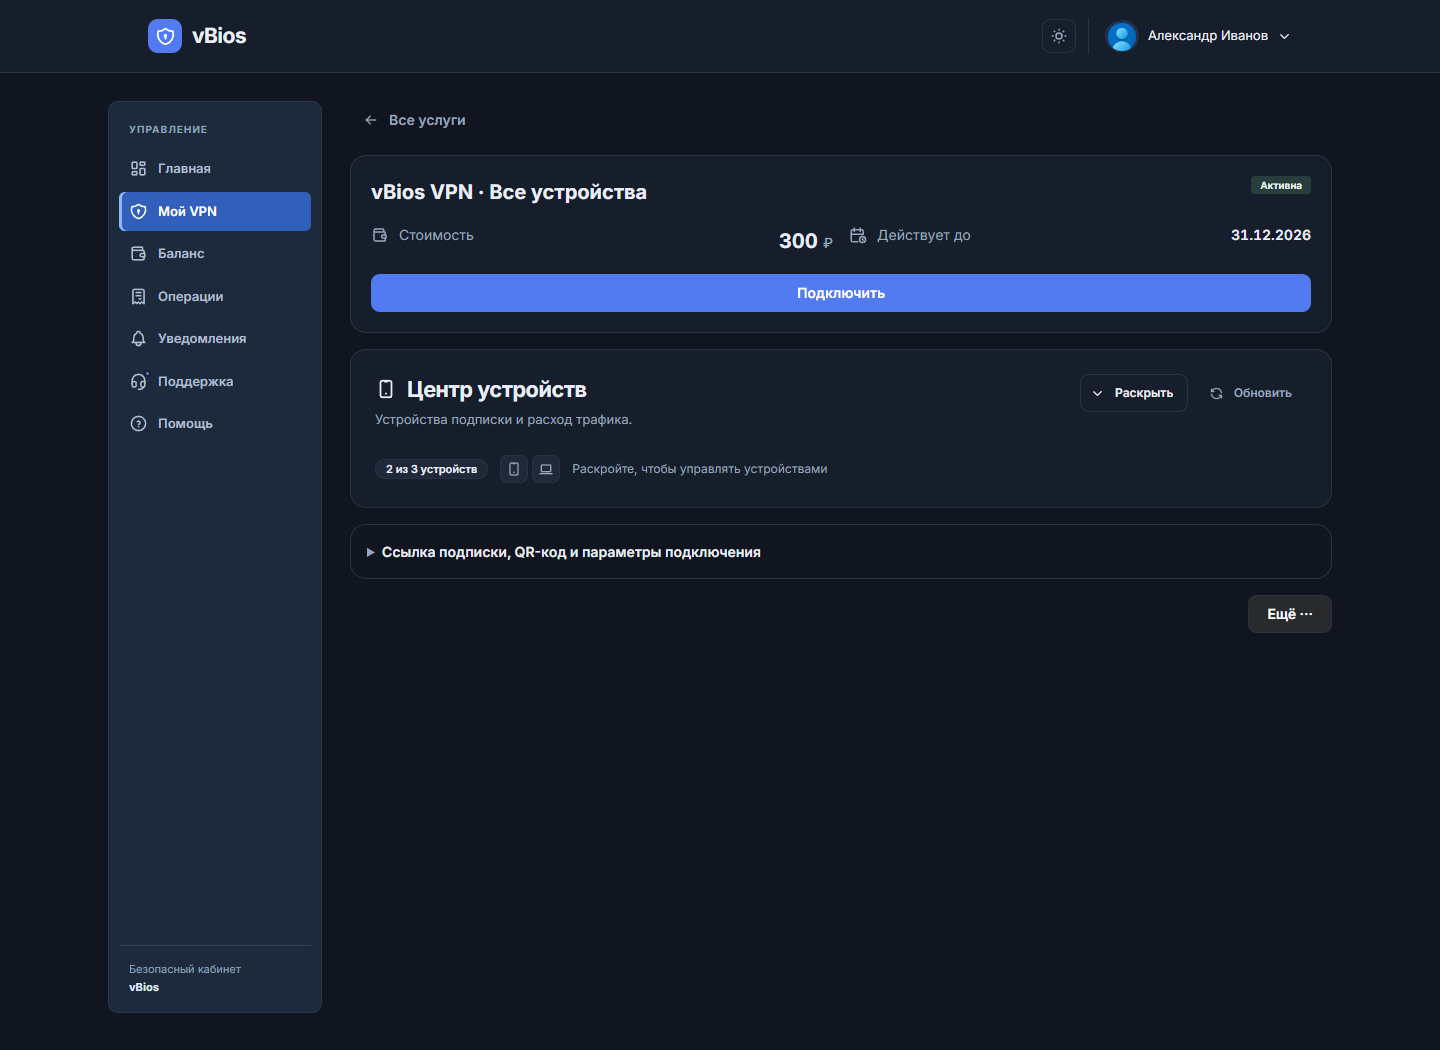 vBios
Александр Иванов
УПРАВЛЕНИЕ
Главная
Мой VPN
Баланс
Операции
Уведомления
Поддержка
Помощь
Безопасный кабинет
vBios
Все услуги
vBios VPN · Все устройства
Активна
Стоимость
300 ₽
Действует до
31.12.2026
Подключить
Центр устройств
Раскрыть
Обновить
Устройства подписки и расход трафика.
2 из 3 устройств
Раскройте, чтобы управлять устройствами
Ссылка подписки, QR-код и параметры подключения
Ещё ···